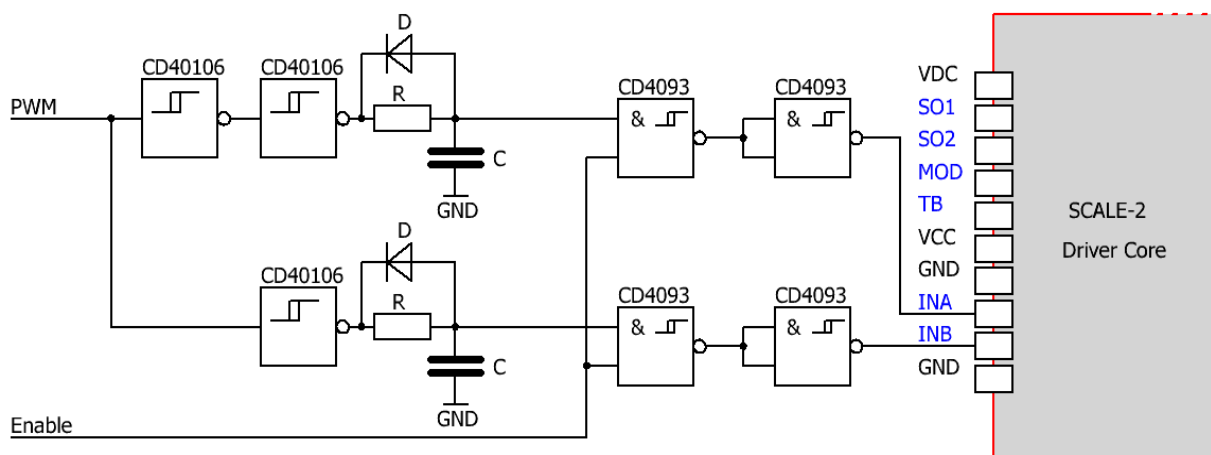 D
CD40106
CD40106
R
PWM
C
GND
CD4093
&
CD4093
&
D
CD40106
R
C
GND
CD4093
&
CD4093
&
Enable
VDC
SO1
SO2
MOD
TB
VCC
GND
INA
INB
GND
SCALE-2
Driver Core